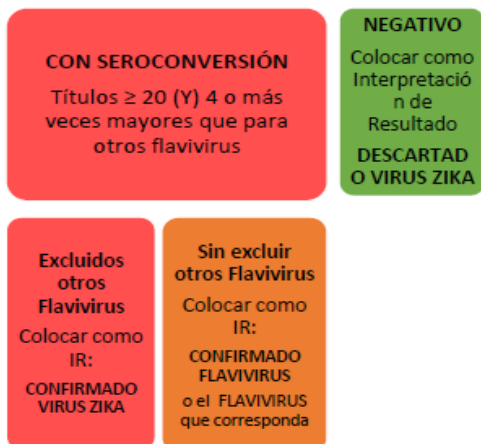 CON SEROCONVERSIÓN
Títulos ≥ 20 (Y) 4 o más
veces mayores que para
otros flavivirus
NEGATIVO
Colocar como
Interpretació
n de
Resultado
DESCARTAD
O VIRUS ZIKA
Excluidos
otros
Flavivirus
Colocar como
IR:
CONFIRMADO
VIRUS ZIKA
Sin excluir
otros Flavivirus
Colocar como
IR:
CONFIRMADO
FLAVIVIRUS
o el FLAVIVIRUS
que corresponda